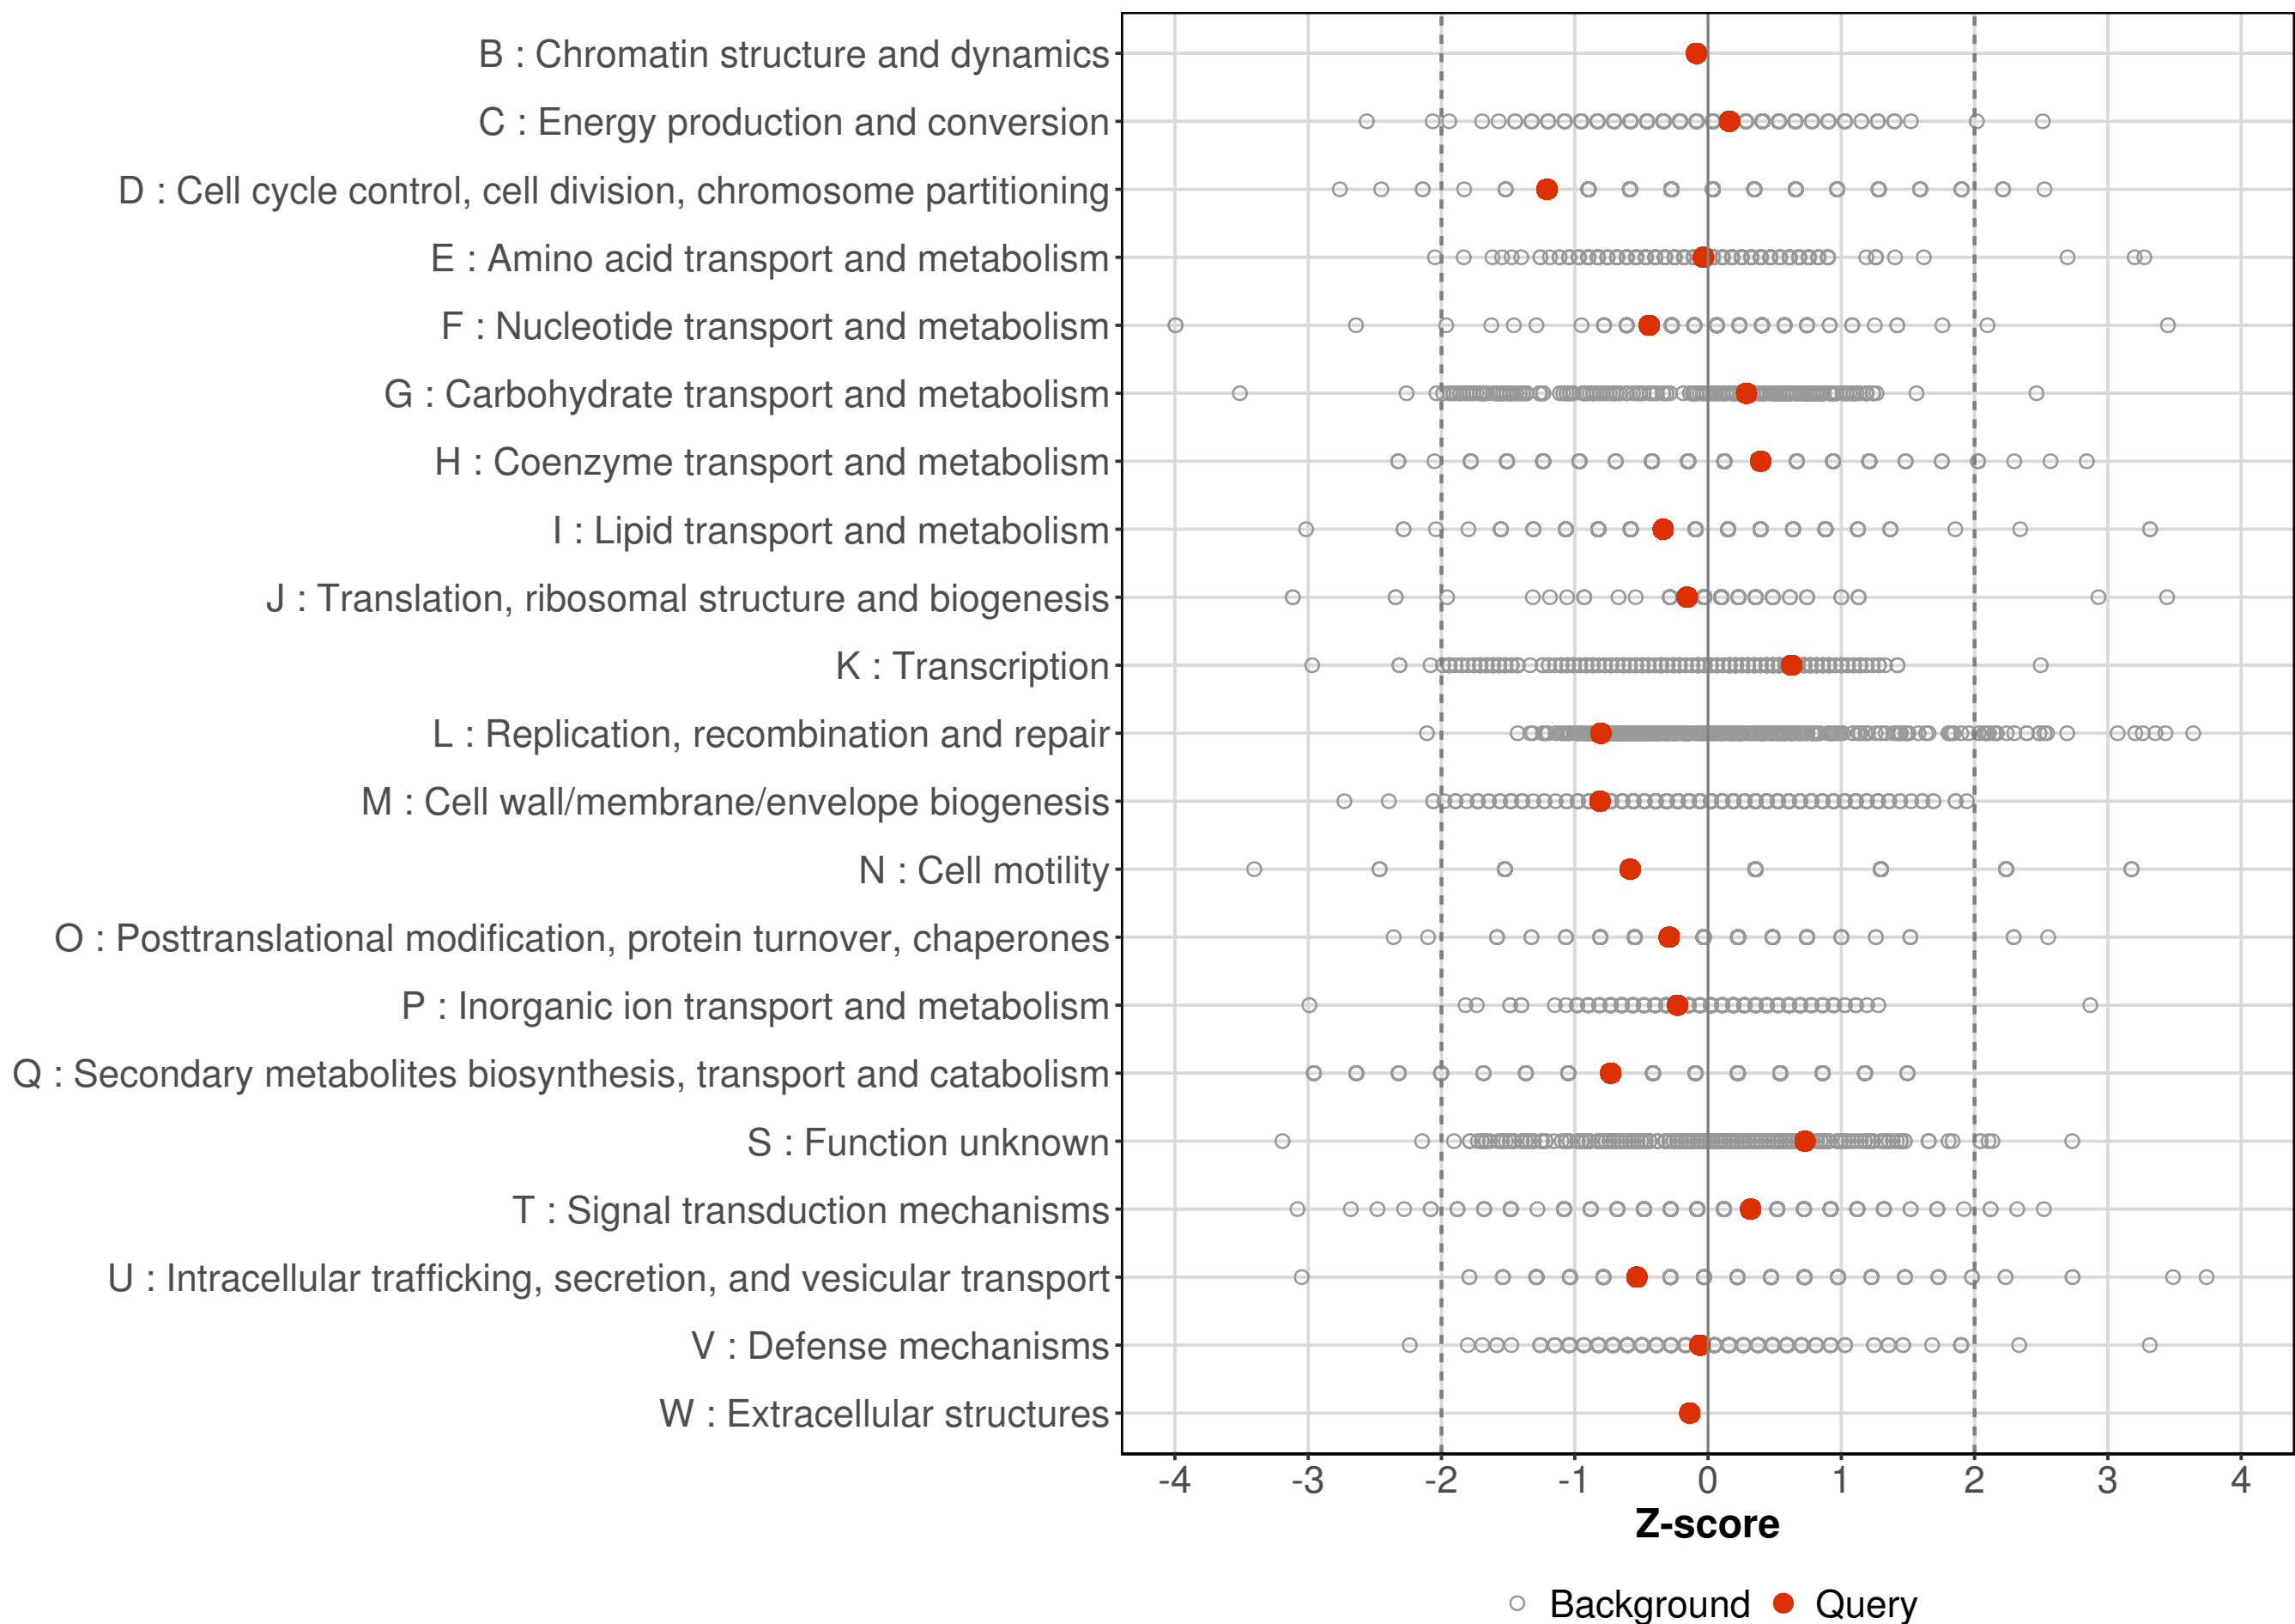 B : Chromatin structure and dynamics
C : Energy production and conversion
D : Cell cycle control, cell division, chromosome partitioning
E : Amino acid transport and metabolism
F : Nucleotide transport and metabolism
G : Carbohydrate transport and metabolism
H : Coenzyme transport and metabolism
I : Lipid transport and metabolism
J : Translation, ribosomal structure and biogenesis
K : Transcription
L : Replication, recombination and repair
M : Cell wall/membrane/envelope biogenesis
N : Cell motility
O : Posttranslational modification, protein turnover, chaperones
P : Inorganic ion transport and metabolism
Q : Secondary metabolites biosynthesis, transport and catabolism
S : Function unknown
T : Signal transduction mechanisms
U : Intracellular trafficking, secretion, and vesicular transport
V : Defense mechanisms
W : Extracellular structures
-4 -3 -2 -1 0 1 2 3 4
Z-score
Background Query